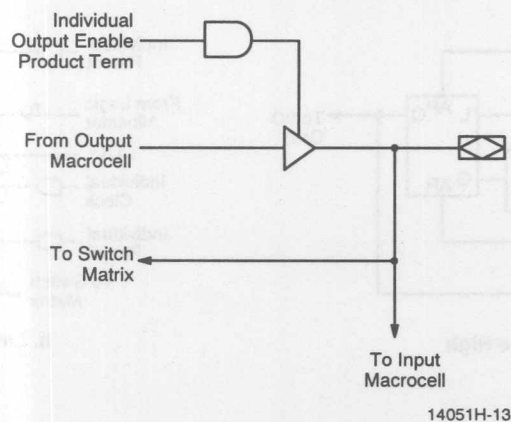 Individual
Output Enable
Product Term
From Output
Macrocell
To Switch
Matrix
To Input
Macrocell
14051H-13